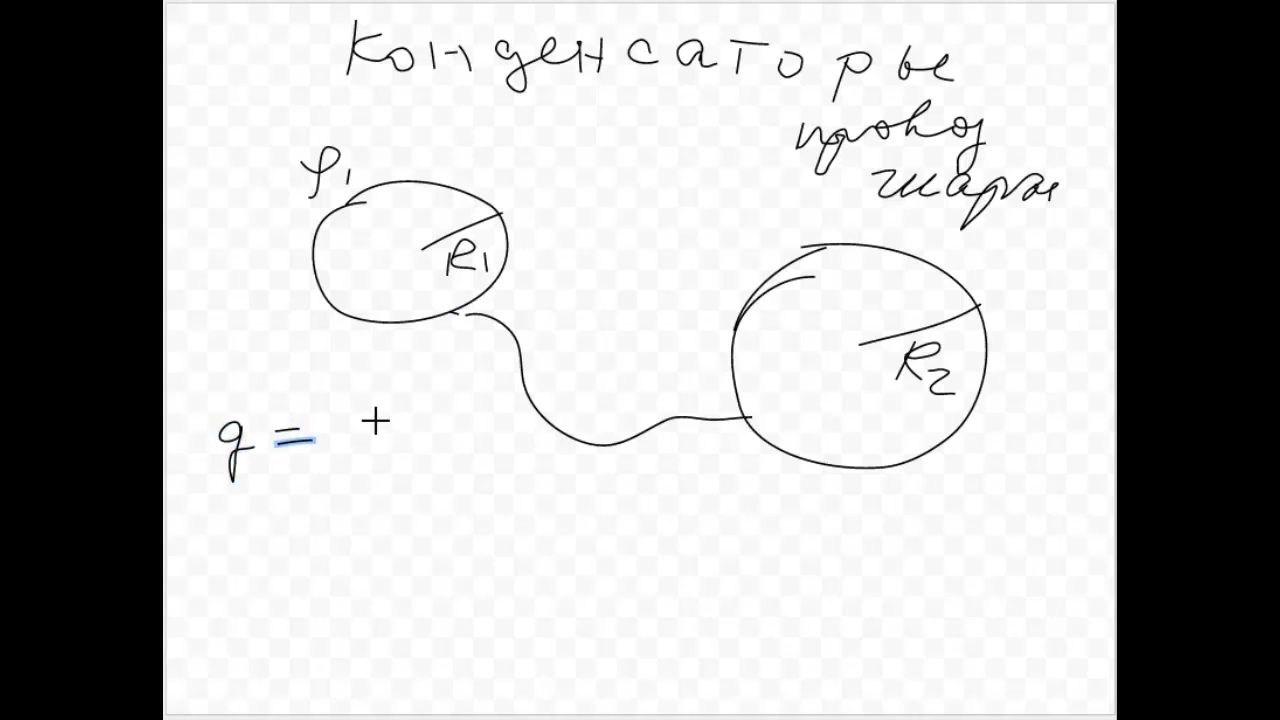 Конденсаторы
провод
шары
φ₁
R₁
R₂
q =